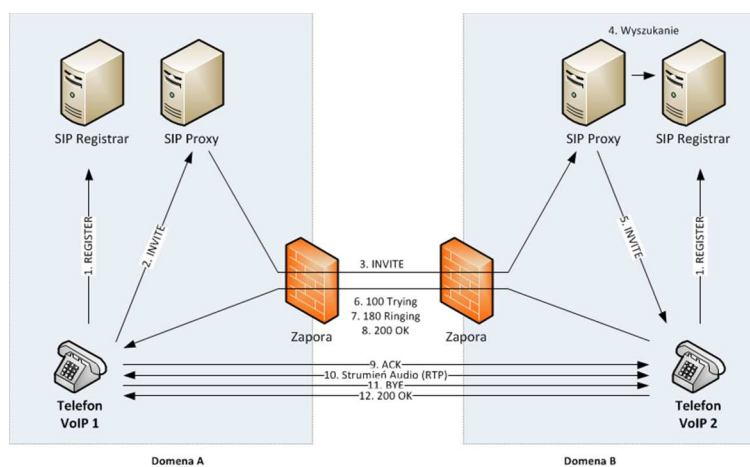 4. Wyszukanie
SIP Registrar
SIP Proxy
SIP Proxy
SIP Registrar
1. REGISTER
2. INVITE
5. INVITE
1. REGISTER
3. INVITE
6. 100 Trying
7. 180 Ringing
8. 200 OK
Zapora
Zapora
9. ACK
10. Strumień Audio (RTP)
11. BYE
12. 200 OK
Telefon
VoIP 1
Telefon
VoIP 2
Domena A
Domena B